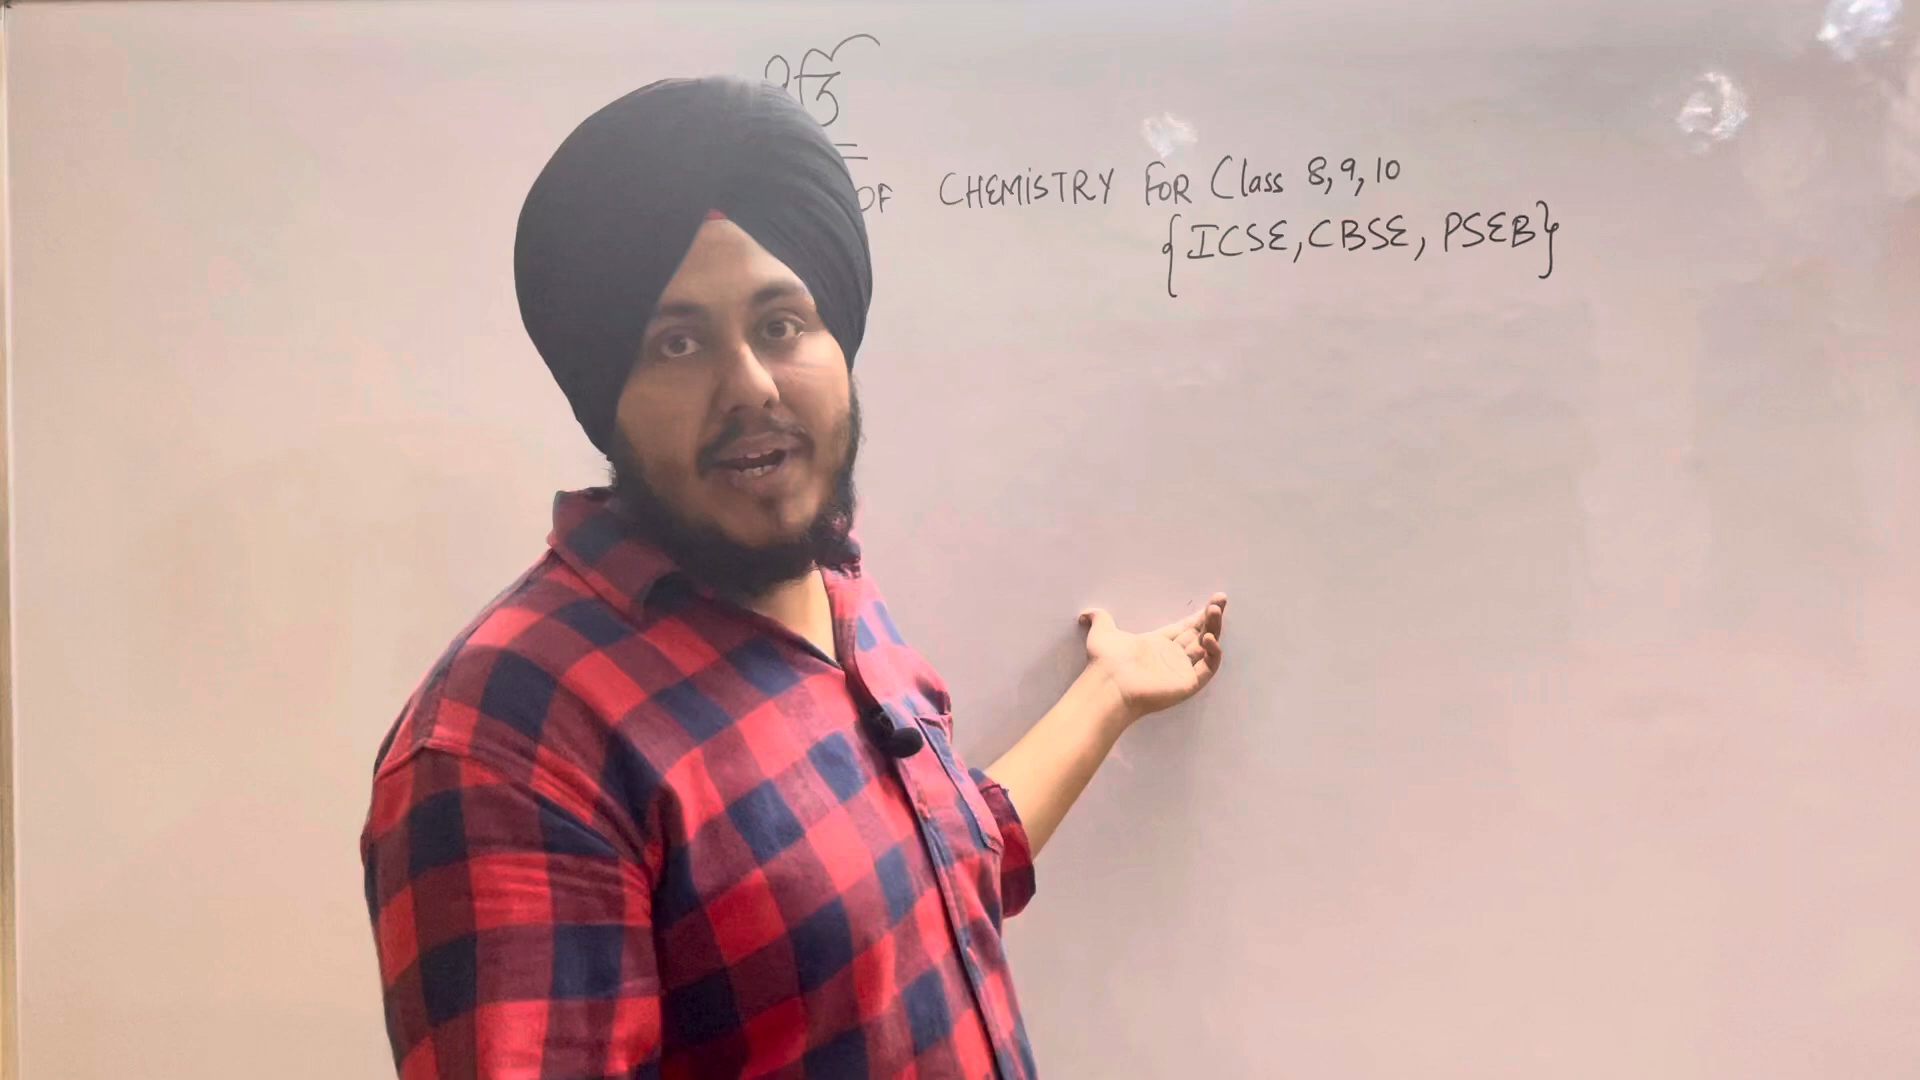 ੴ
OF CHEMISTRY FOR Class 8,9,10
{ICSE, CBSE, PSEB}